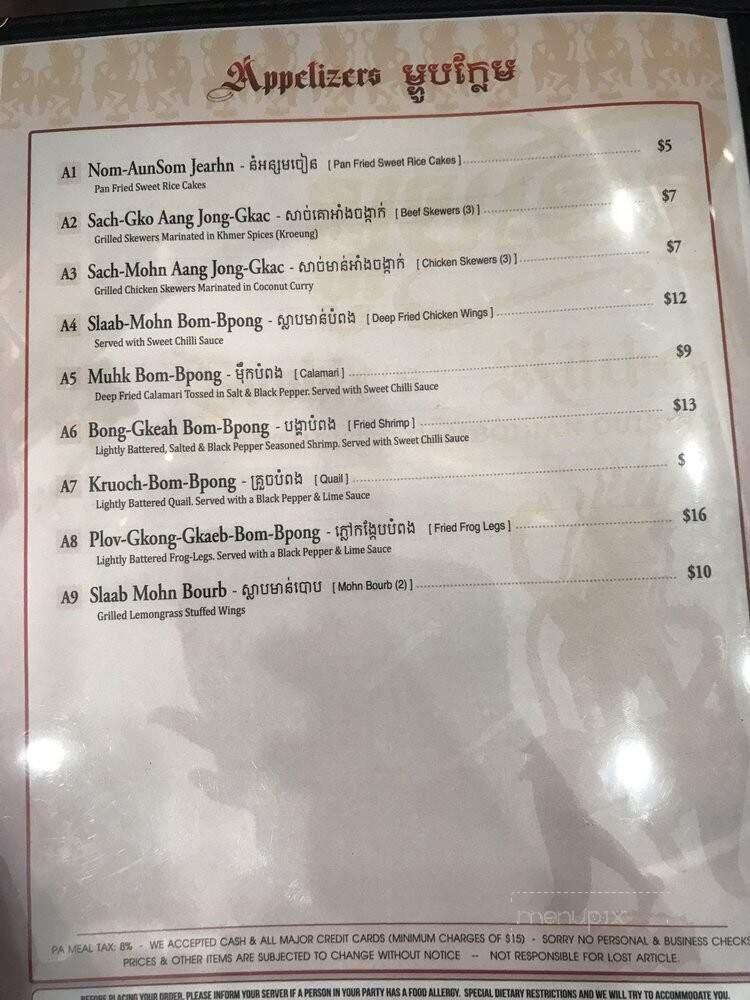 Appetizers ម្ហូបក្លែម
A1 Nom-AunSom Jearhn - នំអន្សមចៀន [ Pan Fried Sweet Rice Cakes ] $5
Pan Fried Sweet Rice Cakes
A2 Sach-Gko Aang Jong-Gkac - សាច់គោអាំងចង្កាក់ [ Beef Skewers (3) ] $7
Grilled Skewers Marinated in Khmer Spices (Kroeung)
A3 Sach-Mohn Aang Jong-Gkac - សាច់មាន់អាំងចង្កាក់ [ Chicken Skewers (3) ] $7
Grilled Chicken Skewers Marinated in Coconut Curry
A4 Slaab-Mohn Bom-Bpong - ស្លាបមាន់បំពង [ Deep Fried Chicken Wings ] $12
Served with Sweet Chilli Sauce
A5 Muhk Bom-Bpong - ម៉ឹកបំពង [ Calamari ] $9
Deep Fried Calamari Tossed in Salt & Black Pepper. Served with Sweet Chilli Sauce
A6 Bong-Gkeah Bom-Bpong - បង្គាបំពង [ Fried Shrimp ] $13
Lightly Battered, Salted & Black Pepper Seasoned Shrimp. Served with Sweet Chilli Sauce
A7 Kruoch-Bom-Bpong - គ្រួចបំពង [ Quail ] $
Lightly Battered Quail. Served with a Black Pepper & Lime Sauce
A8 Plov-Gkong-Gkaeb-Bom-Bpong - ភ្លៅកង្កែបបំពង [ Fried Frog Legs ] $16
Lightly Battered Frog-Legs. Served with a Black Pepper & Lime Sauce
A9 Slaab Mohn Bourb - ស្លាបមាន់បោប [ Mohn Bourb (2) ] $10
Grilled Lemongrass Stuffed Wings
menupix
PA MEAL TAX: 8% - WE ACCEPTED CASH & ALL MAJOR CREDIT CARDS (MINIMUM CHARGES OF $15) - SORRY NO PERSONAL & BUSINESS CHECKS
PRICES & OTHER ITEMS ARE SUBJECTED TO CHANGE WITHOUT NOTICE -- NOT RESPONSIBLE FOR LOST ARTICLE.
BEFORE PLACING YOUR ORDER, PLEASE INFORM YOUR SERVER IF A PERSON IN YOUR PARTY HAS A FOOD ALLERGY. SPECIAL DIETARY RESTRICTIONS AND WE WILL TRY TO ACCOMMODATE YOU.